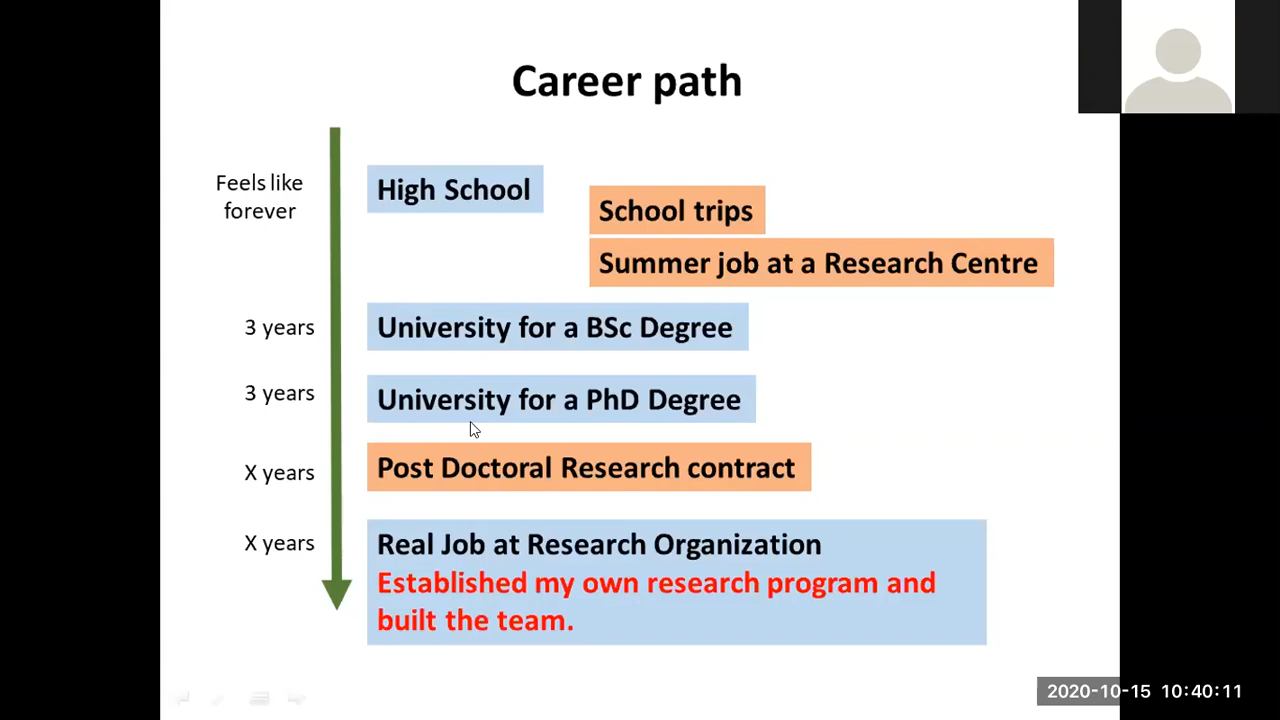 Career path
Feels like
forever
High School
School trips
Summer job at a Research Centre
3 years
University for a BSc Degree
3 years
University for a PhD Degree
X years
Post Doctoral Research contract
X years
Real Job at Research Organization
Established my own research program and
built the team.
2020-10-15 10:40:11